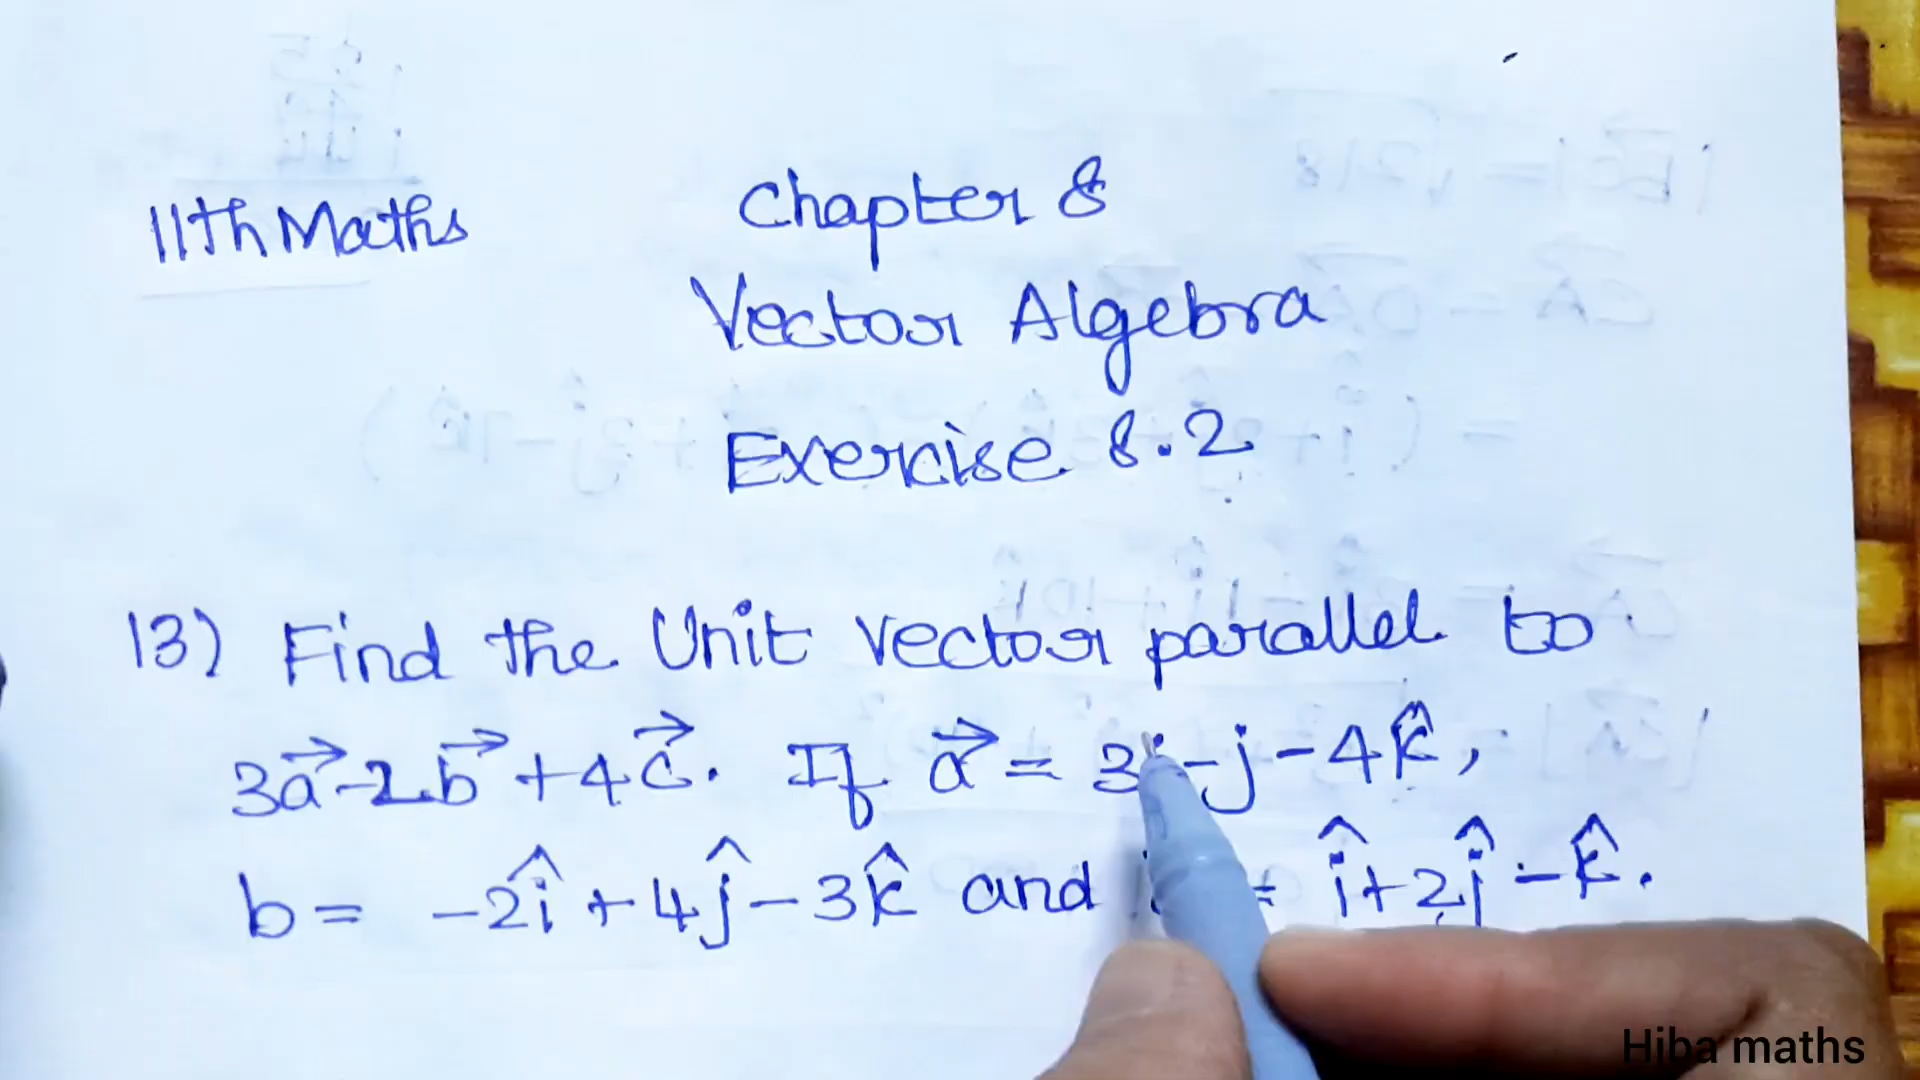 11th Maths
Chapter 8
Vector Algebra
Exercise 8.2
13) Find the Unit vector parallel to
3a⃗ - 2b⃗ + 4c⃗. If a⃗ = 3i - j - 4k̂,
b = -2î + 4ĵ - 3k̂ and = î + 2ĵ - k̂.
Hiba maths